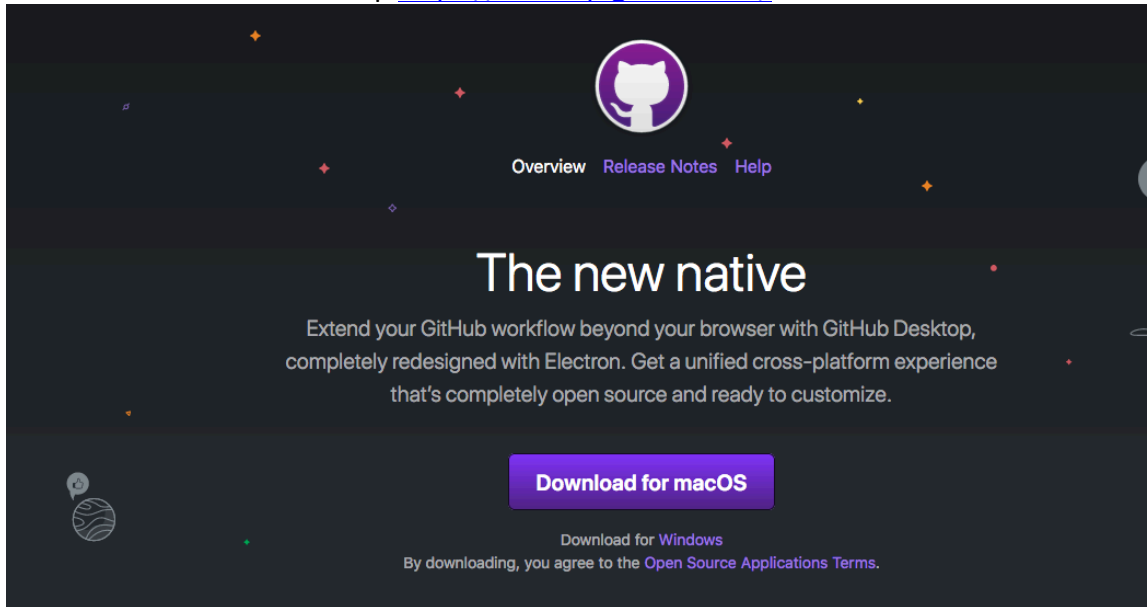 Overview Release Notes Help
The new native
Extend your GitHub workflow beyond your browser with GitHub Desktop,
completely redesigned with Electron. Get a unified cross-platform experience
that's completely open source and ready to customize.
Download for macOS
Download for Windows
By downloading, you agree to the Open Source Applications Terms.